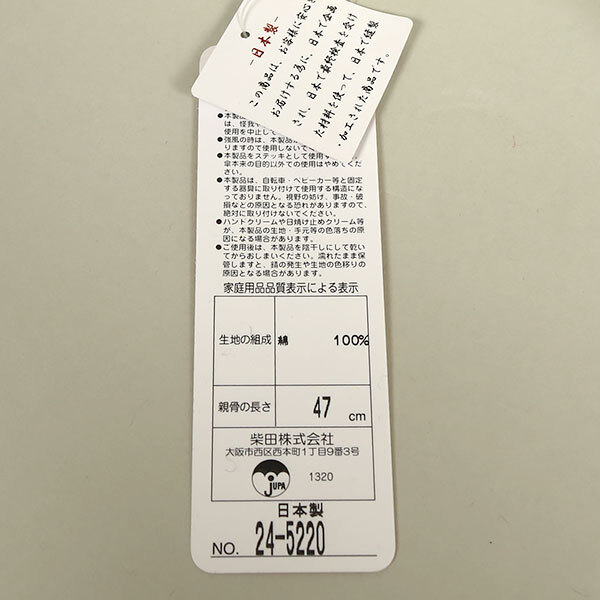 -日本製-
この商品は、お客様に安心を
お届けする為に、日本で企画
され、日本で最終検査を受け
た材料を使って、日本で縫製
・加工された商品です。
●本製
は、怪我や
使用を中止して
●強風の時は、本製品
りますので使用しないで
●本製品をステッキとして使用
傘本来の目的以外での使用はやめてくだ
さい。
●本製品は、自転車・ベビーカー等と固定
する器具に取り付けて使用する構造にな
っておりません。視野の妨げ、事故・破
損などの原因となる恐れがありますので、
絶対に取り付けないでください。
●ハンドクリームや日焼け止めクリーム等
が、本製品の生地・手元等の色落ちの原
因になる場合があります。
●ご使用後は、本製品を陰干しにして乾い
てからおしまいください。濡れたまま保
管しますと、錆の発生や生地の色移りの
原因になる場合があります。
家庭用品品質表示による表示
生地の組成 綿 100%
親骨の長さ 47 cm
柴田株式会社
大阪市西区西本町1丁目9番3号
JUPA 1320
日本製
NO. 24-5220